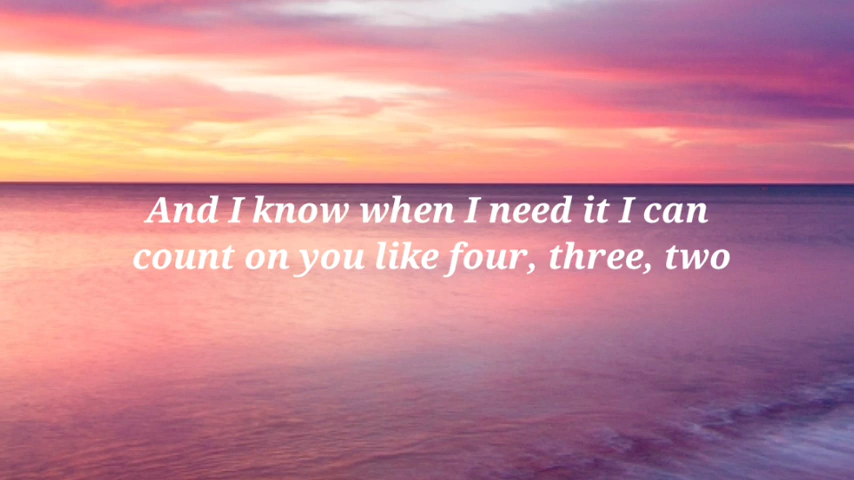 And I know when I need it I can
count on you like four, three, two